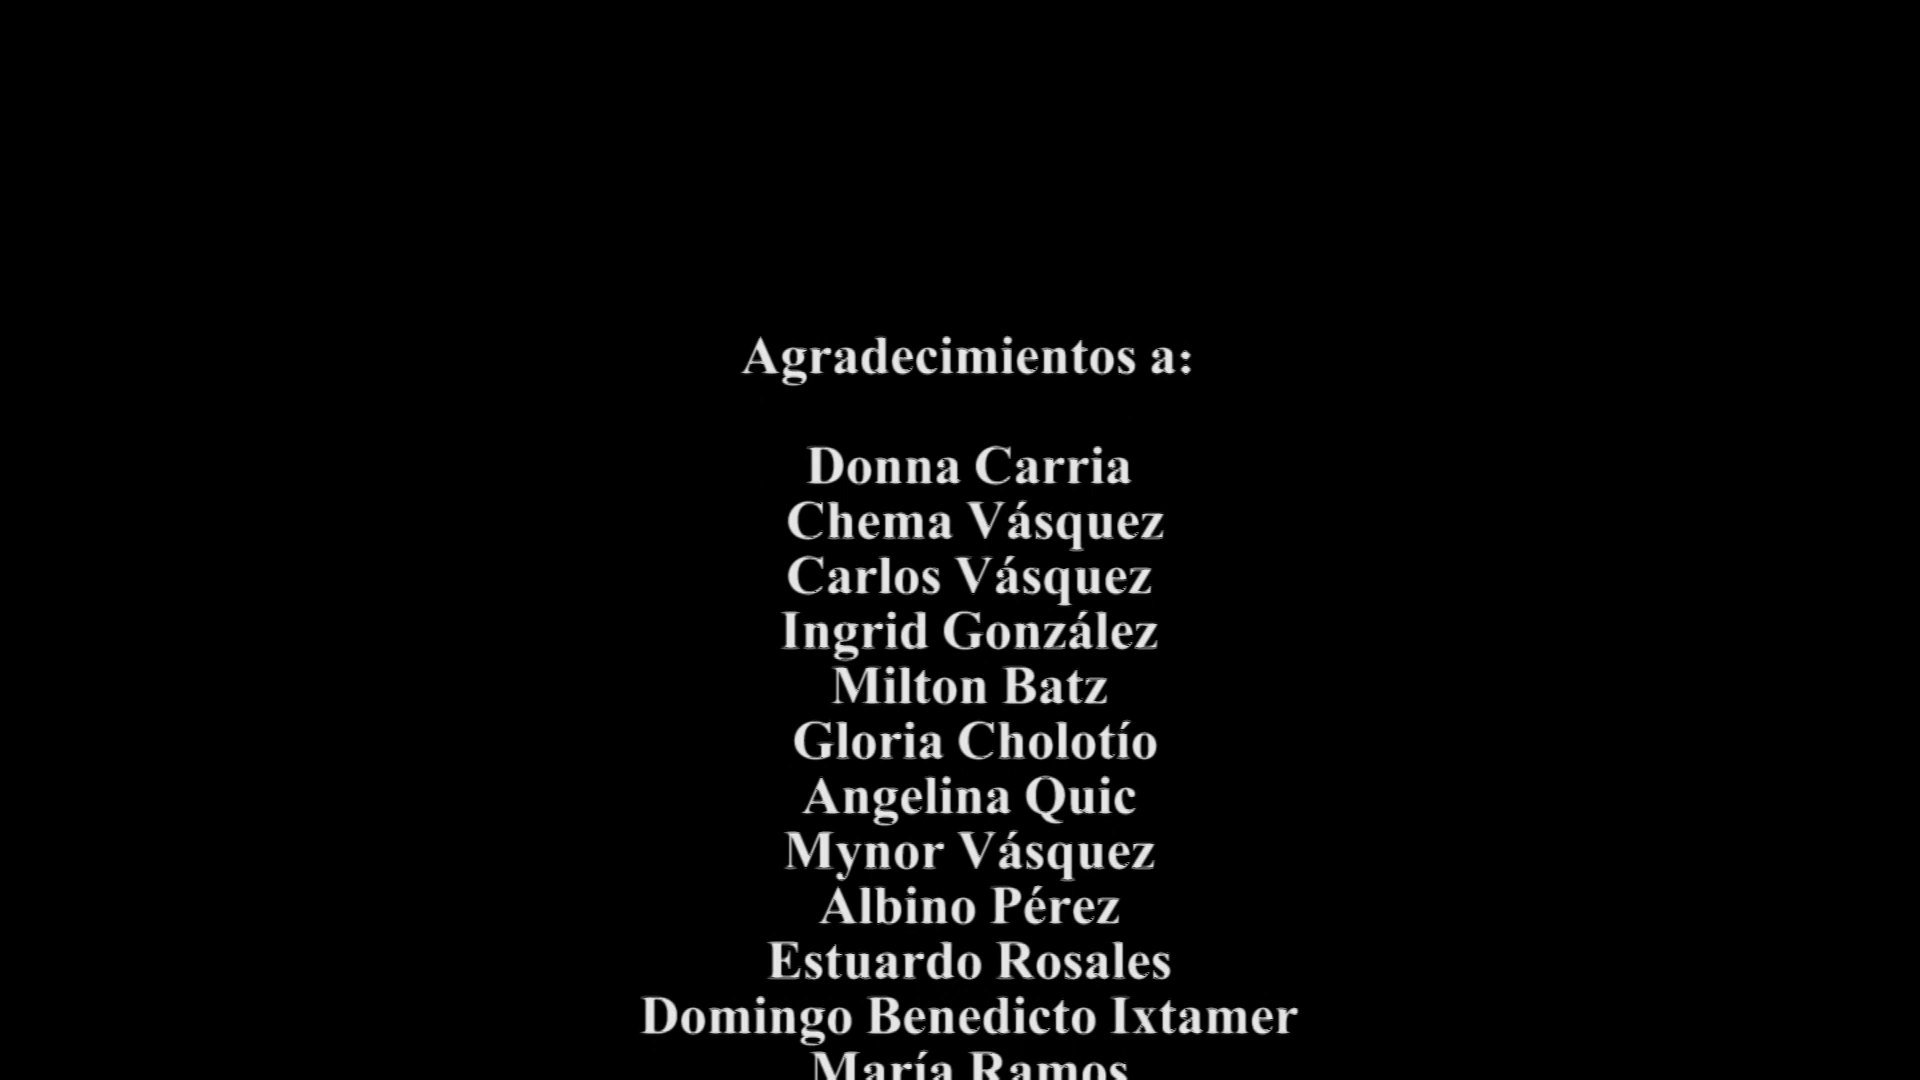 Agradecimientos a:
Donna Carria
Chema Vásquez
Carlos Vásquez
Ingrid González
Milton Batz
Gloria Cholotío
Angelina Quic
Mynor Vásquez
Albino Pérez
Estuardo Rosales
Domingo Benedicto Ixtamer
María Ramos